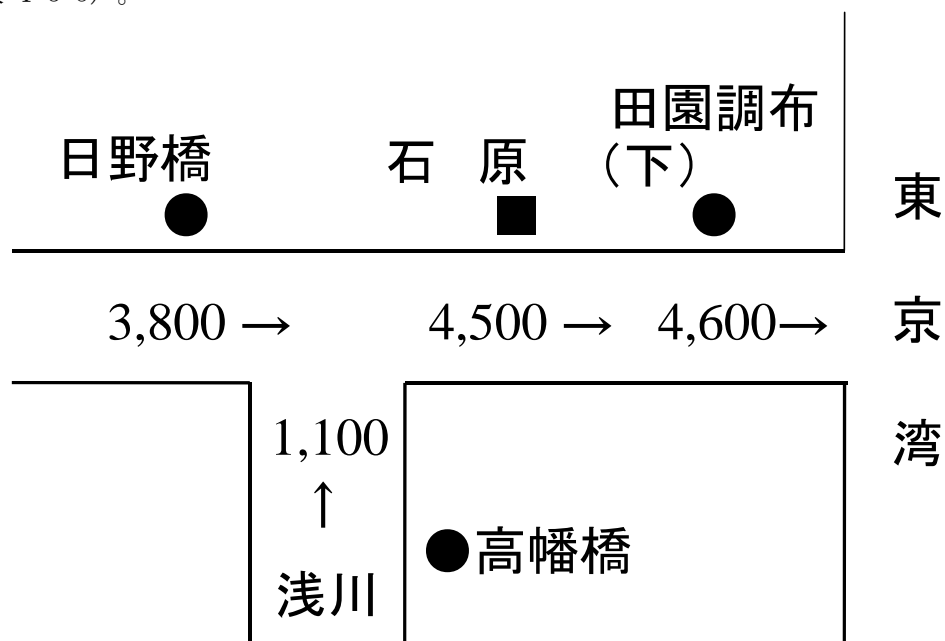 田園調布
日野橋
石 原
（下）
東
3,800 →
4,500 →
4,600→
京
1,100
↑
湾
●高幡橋
浅川